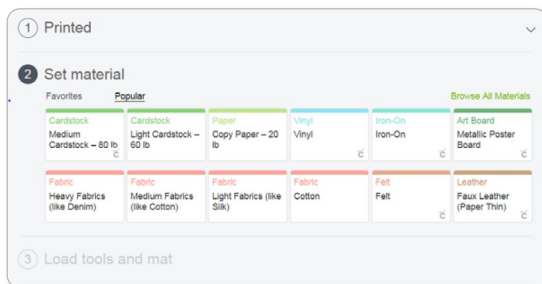 1 Printed
2 Set material
Favorites Popular Browse All Materials
Cardstock Cardstock Paper Vinyl Iron-On Art Board
Medium Light Cardstock – Copy Paper – 20 Vinyl Iron-On Metallic Poster
Cardstock – 80 lb 60 lb lb Board
Fabric Fabric Fabric Fabric Felt Leather
Heavy Fabrics Medium Fabrics Light Fabrics (like Cotton Felt Faux Leather
(like Denim) (like Cotton) Silk) (Paper Thin)
3 Load tools and mat